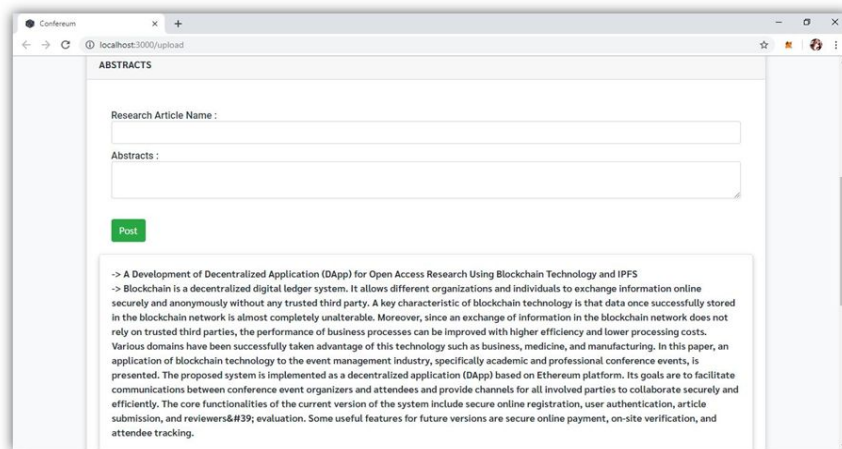 Confereum
localhost:3000/upload
ABSTRACTS
Research Article Name :
Abstracts :
Post
-> A Development of Decentralized Application (DApp) for Open Access Research Using Blockchain Technology and IPFS
-> Blockchain is a decentralized digital ledger system. It allows different organizations and individuals to exchange information online
securely and anonymously without any trusted third party. A key characteristic of blockchain technology is that data once successfully stored
in the blockchain network is almost completely unalterable. Moreover, since an exchange of information in the blockchain network does not
rely on trusted third parties, the performance of business processes can be improved with higher efficiency and lower processing costs.
Various domains have been successfully taken advantage of this technology such as business, medicine, and manufacturing. In this paper, an
application of blockchain technology to the event management industry, specifically academic and professional conference events, is
presented. The proposed system is implemented as a decentralized application (DApp) based on Ethereum platform. Its goals are to facilitate
communications between conference event organizers and attendees and provide channels for all involved parties to collaborate securely and
efficiently. The core functionalities of the current version of the system include secure online registration, user authentication, article
submission, and reviewers&#39; evaluation. Some useful features for future versions are secure online payment, on-site verification, and
attendee tracking.